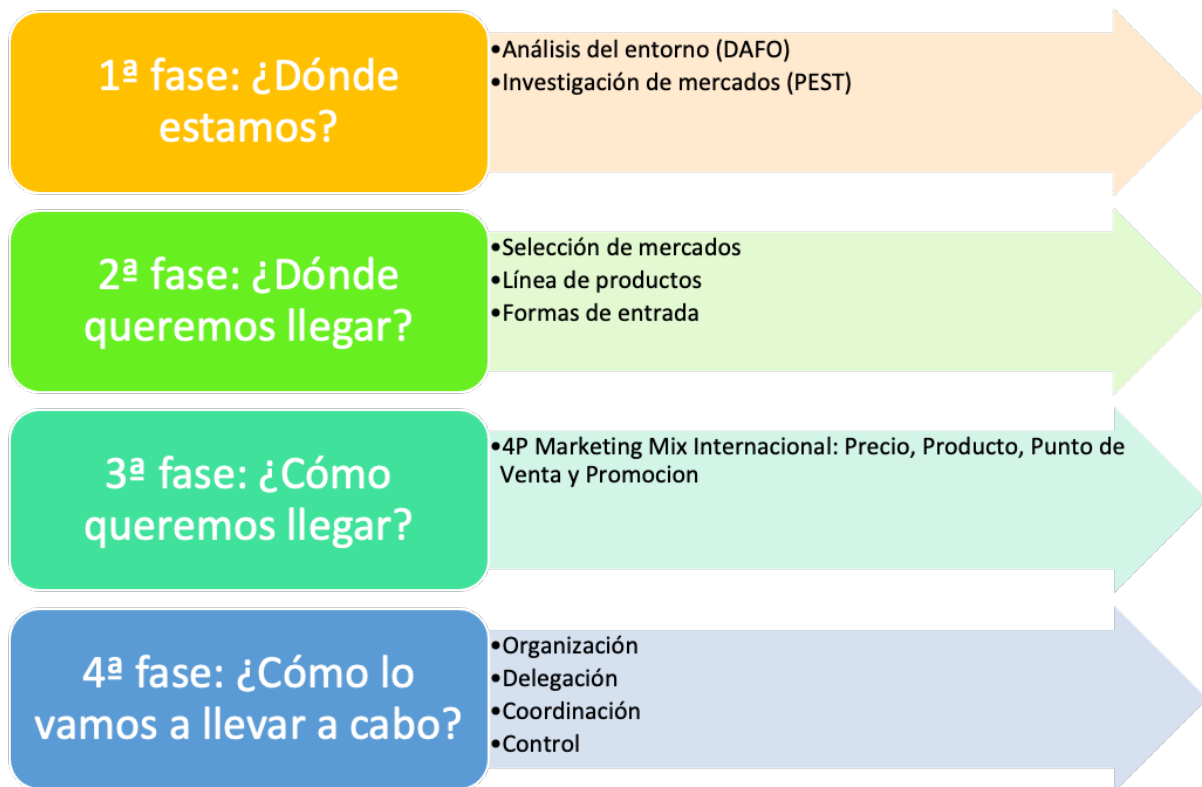 1ª fase: ¿Dónde
estamos?
•Análisis del entorno (DAFO)
•Investigación de mercados (PEST)
2ª fase: ¿Dónde
queremos llegar?
•Selección de mercados
•Línea de productos
•Formas de entrada
3ª fase: ¿Cómo
queremos llegar?
•4P Marketing Mix Internacional: Precio, Producto, Punto de
Venta y Promocion
4ª fase: ¿Cómo lo
vamos a llevar a cabo?
•Organización
•Delegación
•Coordinación
•Control